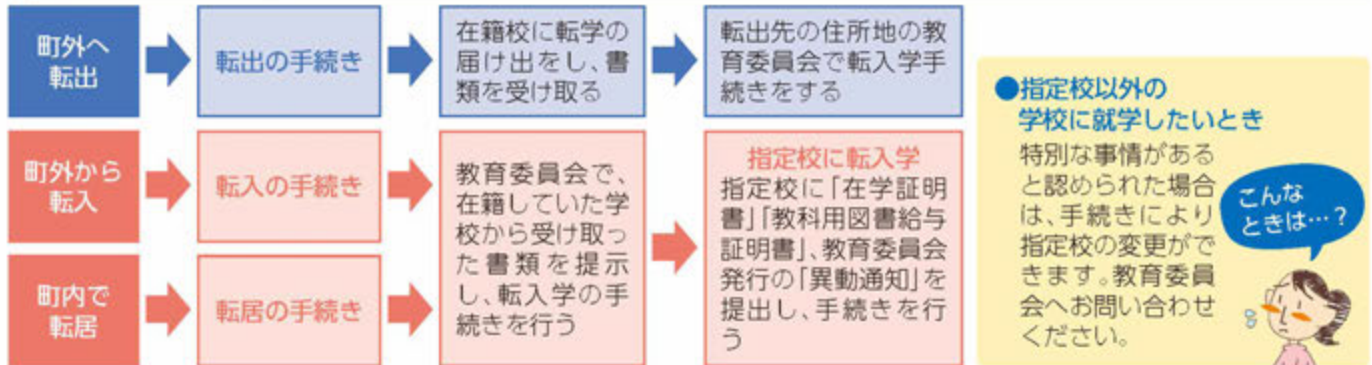 町外へ
転出
転出の手続き
在籍校に転学の
届け出をし、書
類を受け取る
転出先の住所地の教
育委員会で転入学手
続きをする
町外から
転入
転入の手続き
町内で
転居
転居の手続き
教育委員会で、
在籍していた学
校から受け取っ
た書類を提示
し、転入学の手
続きを行う
指定校に転入学
指定校に「在学証明
書」「教科用図書給与
証明書」、教育委員会
発行の「異動通知」を
提出し、手続きを行
う
●指定校以外の
学校に就学したいとき
特別な事情がある
と認められた場合
は、手続きにより
指定校の変更がで
きます。教育委員
会へお問い合わせ
ください。
こんな
ときは…?